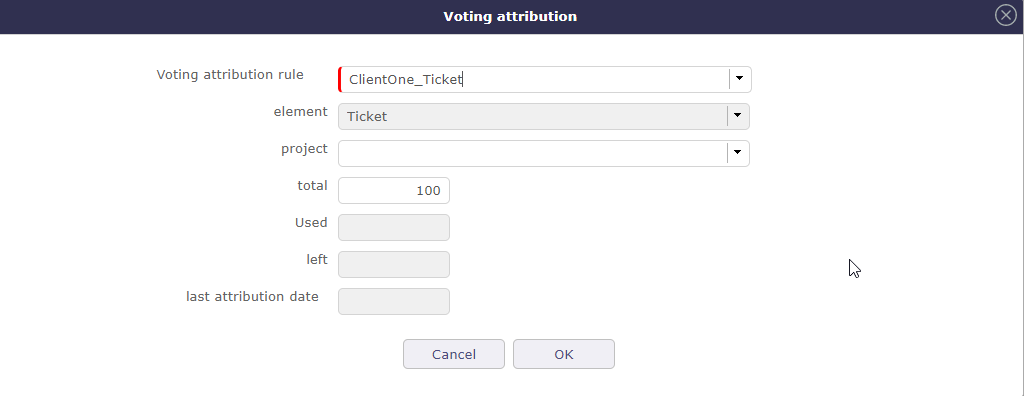 Voting attribution
Voting attribution rule ClientOne_Ticket
element Ticket
project
total 100
Used
left
last attribution date
Cancel OK